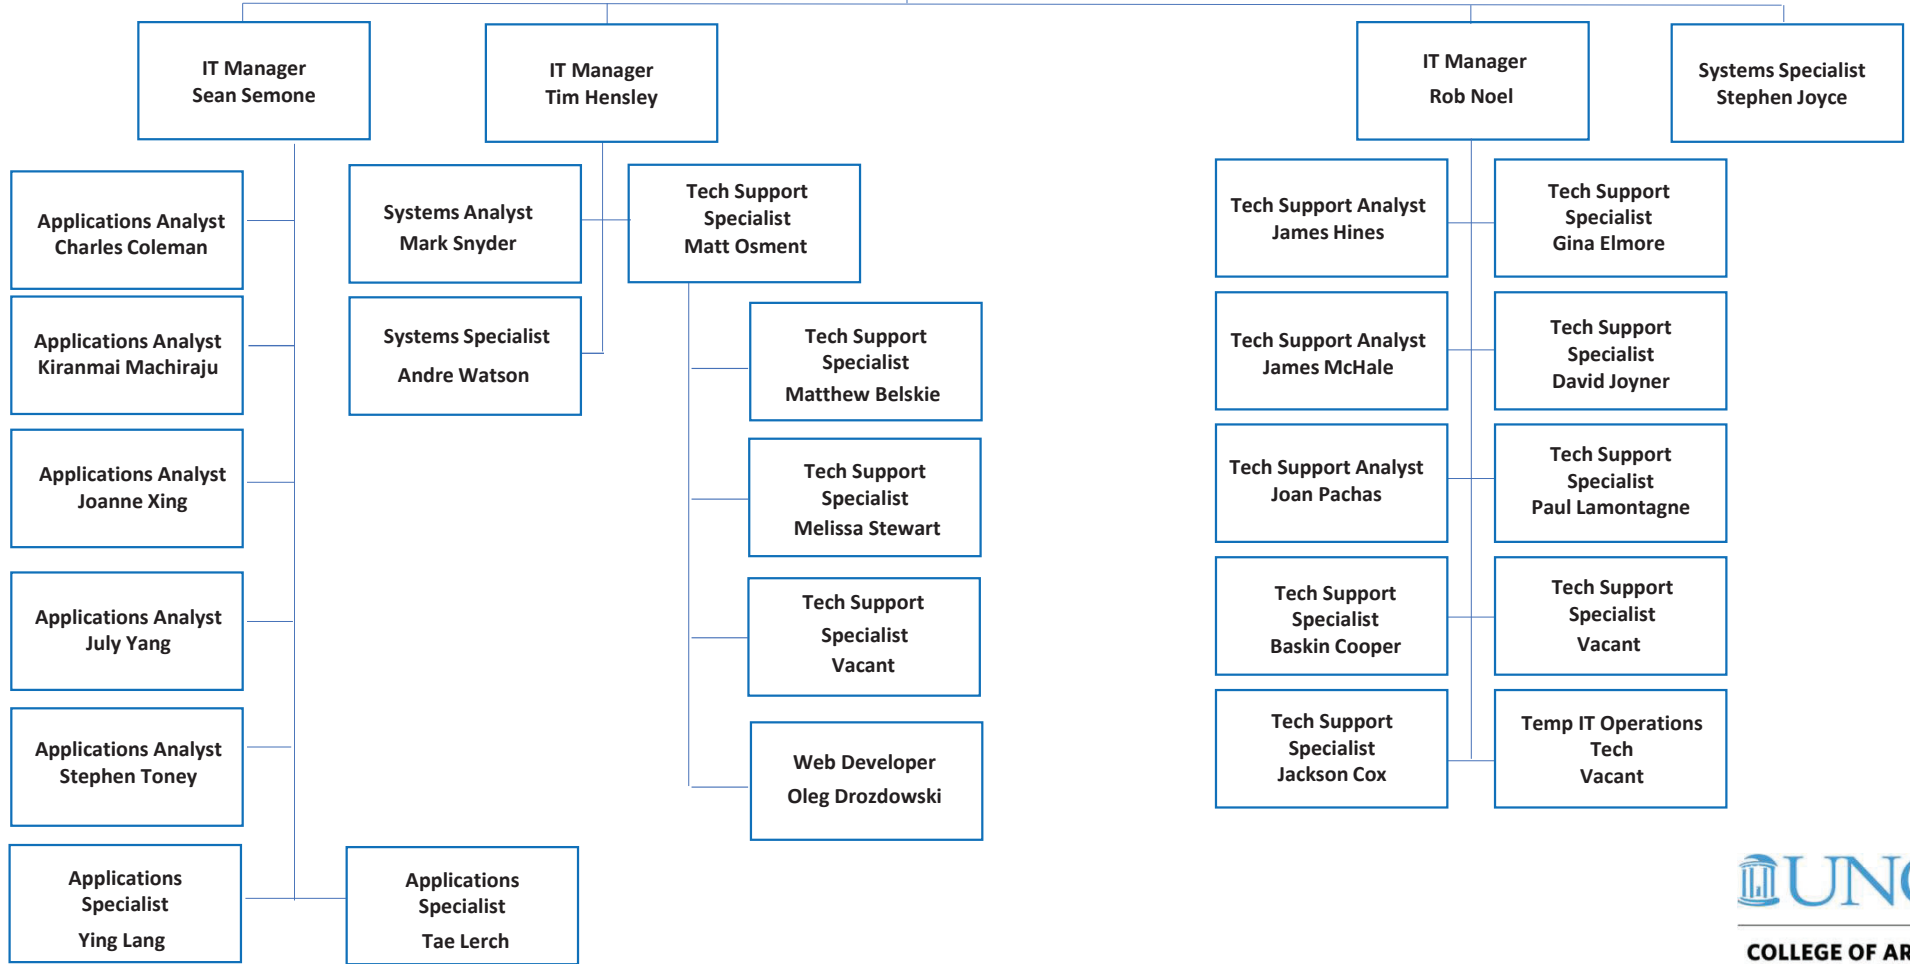 IT Manager
Sean Semone
IT Manager
Tim Hensley
IT Manager
Rob Noel
Systems Specialist
Stephen Joyce
Applications Analyst
Charles Coleman
Applications Analyst
Kiranmai Machiraju
Applications Analyst
Joanne Xing
Applications Analyst
July Yang
Applications Analyst
Stephen Toney
Applications
Specialist
Ying Lang
Applications
Specialist
Tae Lerch
Systems Analyst
Mark Snyder
Systems Specialist
Andre Watson
Tech Support
Specialist
Matt Osment
Tech Support
Specialist
Matthew Belskie
Tech Support
Specialist
Melissa Stewart
Tech Support
Specialist
Vacant
Web Developer
Oleg Drozdowski
Tech Support Analyst
James Hines
Tech Support Analyst
James McHale
Tech Support Analyst
Joan Pachas
Tech Support
Specialist
Baskin Cooper
Tech Support
Specialist
Jackson Cox
Tech Support
Specialist
Gina Elmore
Tech Support
Specialist
David Joyner
Tech Support
Specialist
Paul Lamontagne
Tech Support
Specialist
Vacant
Temp IT Operations
Tech
Vacant
UNC
COLLEGE OF AR